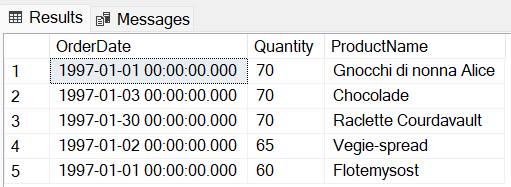 Results Messages
OrderDate Quantity ProductName
1 1997-01-01 00:00:00.000 70 Gnocchi di nonna Alice
2 1997-01-03 00:00:00.000 70 Chocolade
3 1997-01-30 00:00:00.000 70 Raclette Courdavault
4 1997-01-02 00:00:00.000 65 Vegie-spread
5 1997-01-01 00:00:00.000 60 Flotemysost